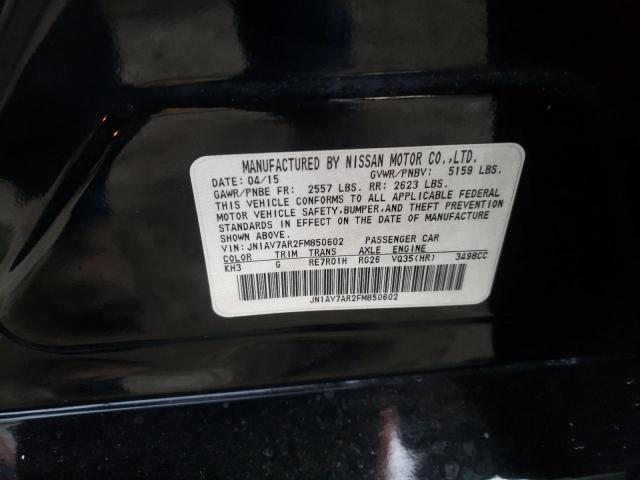 MANUFACTURED BY NISSAN MOTOR CO.,LTD.
DATE: 04/15 GVWR/PNBV: 5159 LBS.
GAWR/PNBE FR: 2557 LBS. RR: 2623 LBS.
THIS VEHICLE CONFORMS TO ALL APPLICABLE FEDERAL
MOTOR VEHICLE SAFETY,BUMPER,AND THEFT PREVENTION
STANDARDS IN EFFECT ON THE DATE OF MANUFACTURE
SHOWN ABOVE.
VIN:JN1AV7AR2FM850602 PASSENGER CAR
COLOR TRIM TRANS AXLE ENGINE
KH3 G RE7R01H RG26 VQ35(HR) 3498CC
JN1AV7AR2FM850602